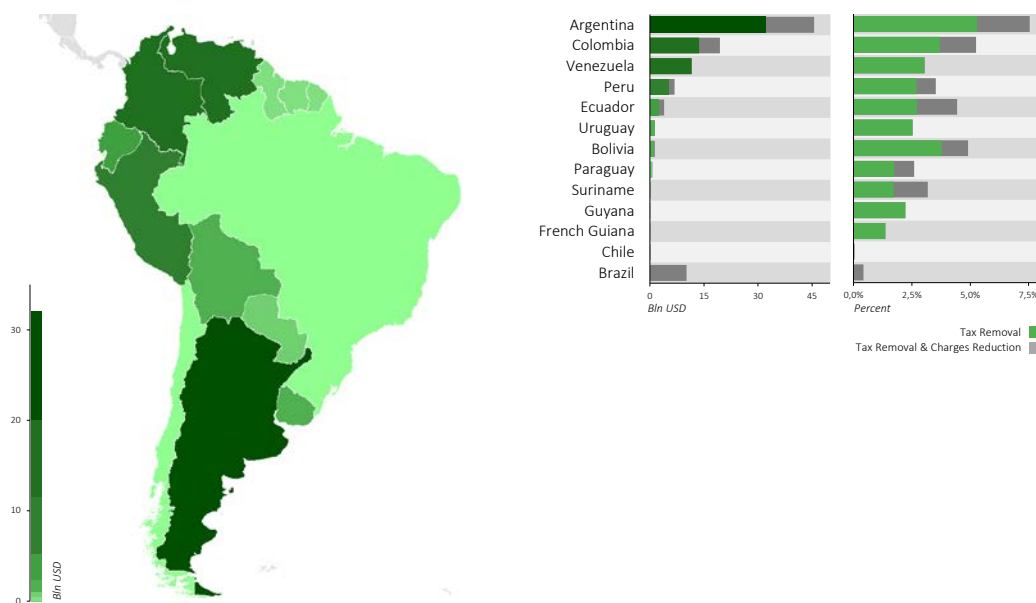 30
20
10
0
Bln USD
Argentina
Colombia
Venezuela
Peru
Ecuador
Uruguay
Bolivia
Paraguay
Suriname
Guyana
French Guiana
Chile
Brazil
0 15 30 45
Bln USD
0,0% 2,5% 5,0% 7,5%
Percent
Tax Removal
Tax Removal & Charges Reduction